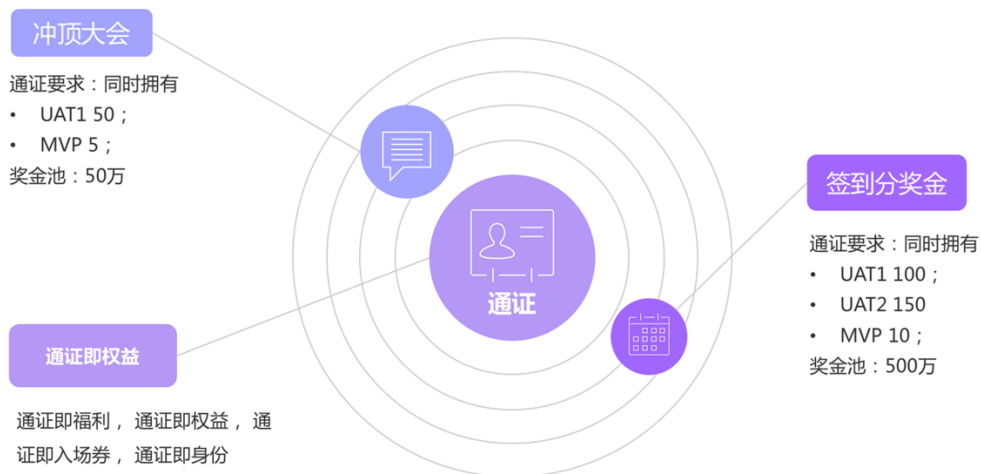 冲顶大会
通证要求：同时拥有
• UAT1 50；
• MVP 5；
奖金池：50万
通证
签到分奖金
通证要求：同时拥有
• UAT1 100；
• UAT2 150
• MVP 10；
奖金池：500万
通证即权益
通证即福利，通证即权益，通
证即入场券，通证即身份